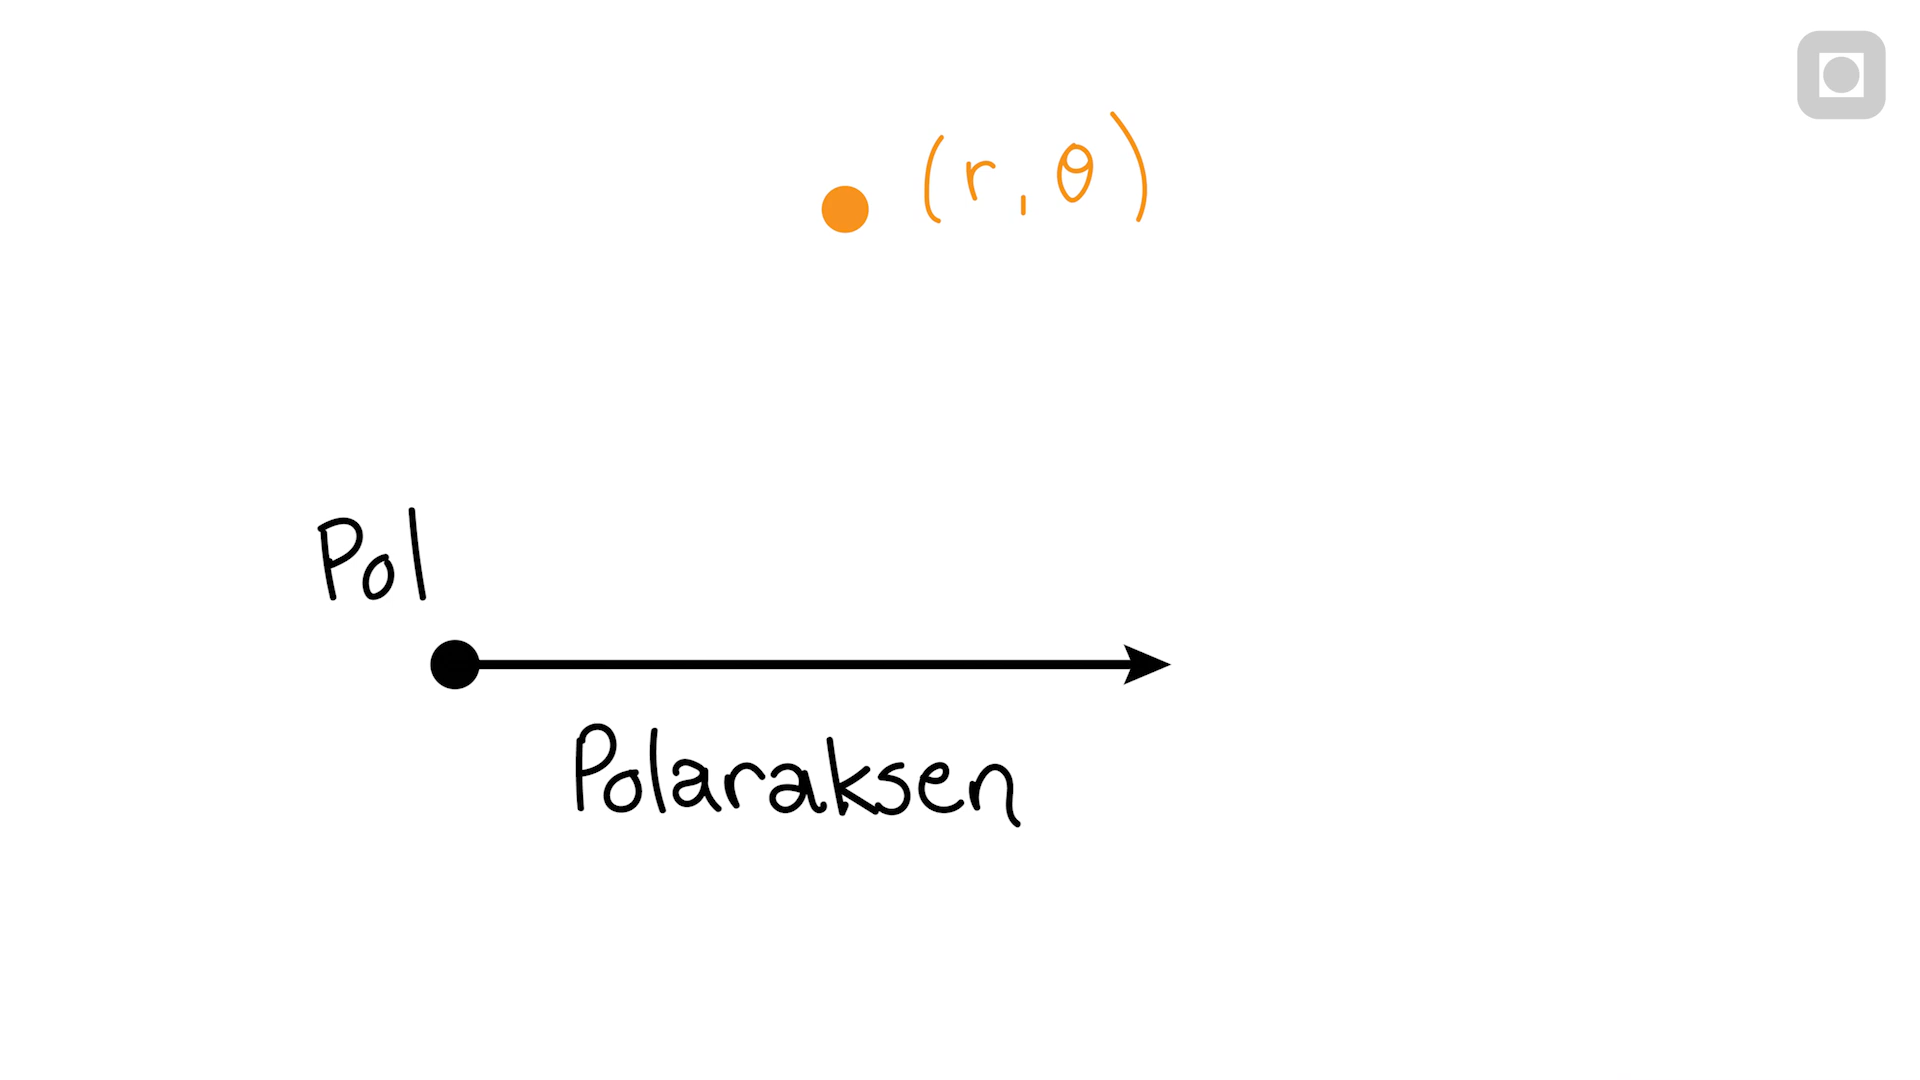 (r, θ)
Pol
Polaraksen